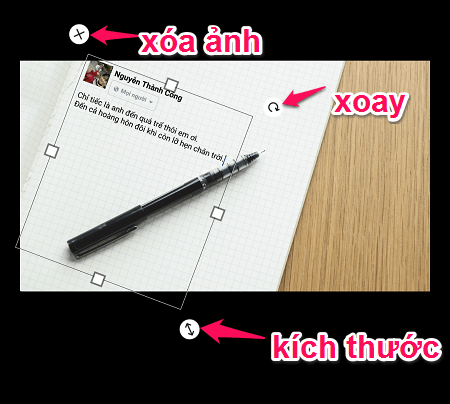 xóa ảnh
Nguyễn Thành Công
Mọi người
xoay
Chỉ tiếc là anh đến quá trễ thôi em ơi,
Đến cả hoàng hôn đôi khi còn lỡ hẹn chân trời,
kích thước